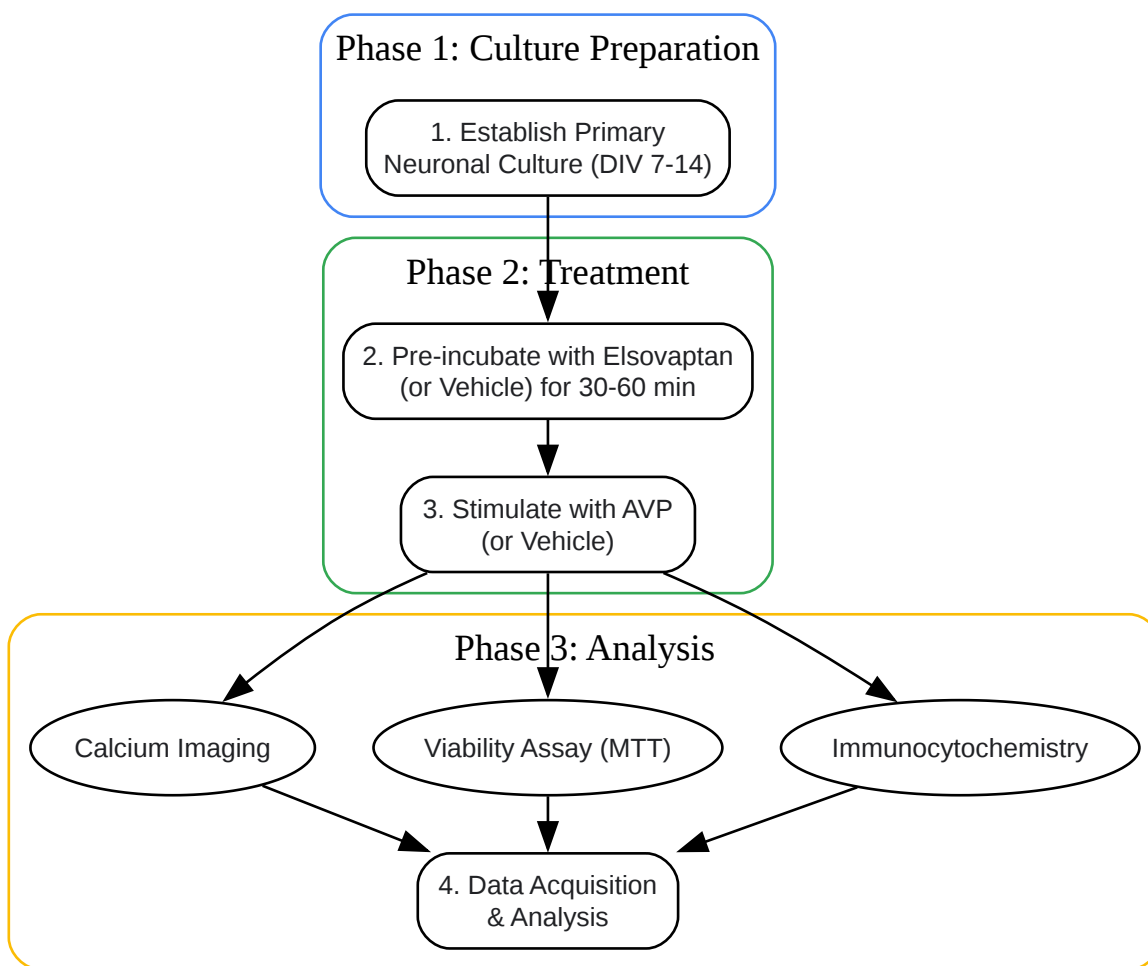 Phase 1: Culture Preparation
1. Establish Primary
Neuronal Culture (DIV 7-14)
Phase 2: Treatment
2. Pre-incubate with Elsovaptan
(or Vehicle) for 30-60 min
3. Stimulate with AVP
(or Vehicle)
Phase 3: Analysis
Calcium Imaging
Viability Assay (MTT)
Immunocytochemistry
4. Data Acquisition
& Analysis